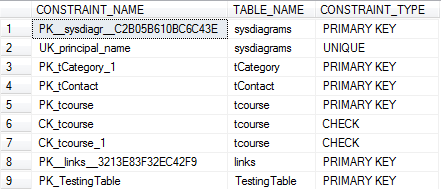 CONSTRAINT_NAME TABLE_NAME CONSTRAINT_TYPE
1 PK__sysdiagr__C2B05B610BC6C43E sysdiagrams PRIMARY KEY
2 UK_principal_name sysdiagrams UNIQUE
3 PK_tCategory_1 tCategory PRIMARY KEY
4 PK_tContact tContact PRIMARY KEY
5 PK_tcourse tcourse PRIMARY KEY
6 CK_tcourse tcourse CHECK
7 CK_tcourse_1 tcourse CHECK
8 PK__links__3213E83F32EC42F9 links PRIMARY KEY
9 PK_TestingTable TestingTable PRIMARY KEY